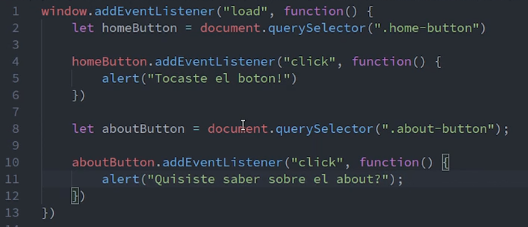 1 window.addEventListener("load", function() {
2 let homeButton = document.querySelector(".home-button")
3
4 homeButton.addEventListener("click", function() {
5 alert("Tocaste el boton!")
6 })
7
8 let aboutButton = document.querySelector(".about-button");
9
10 aboutButton.addEventListener("click", function() {
11 alert("Quisiste saber sobre el about?");
12 })
13 })